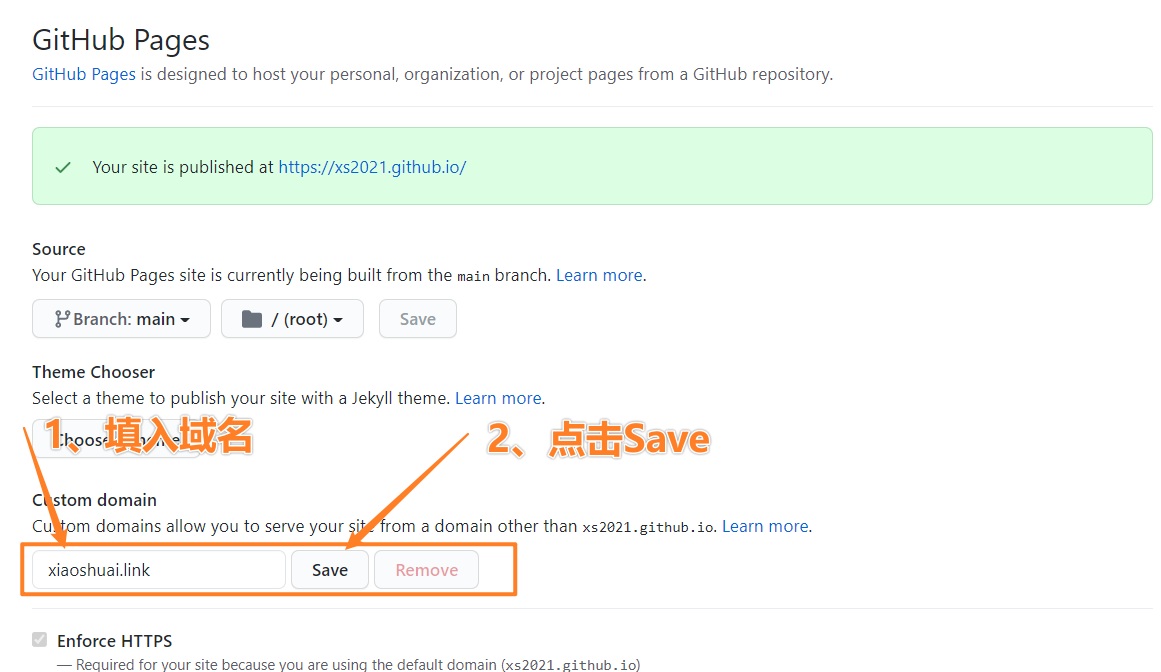 GitHub Pages
GitHub Pages is designed to host your personal, organization, or project pages from a GitHub repository.
Your site is published at https://xs2021.github.io/
Source
Your GitHub Pages site is currently being built from the main branch. Learn more.
Branch: main / (root) Save
Theme Chooser
Select a theme to publish your site with a Jekyll theme. Learn more.
1、填入域名
2、点击Save
Custom domain
Custom domains allow you to serve your site from a domain other than xs2021.github.io. Learn more.
xiaoshuai.link Save Remove
Enforce HTTPS
— Required for your site because you are using the default domain (xs2021.github.io)